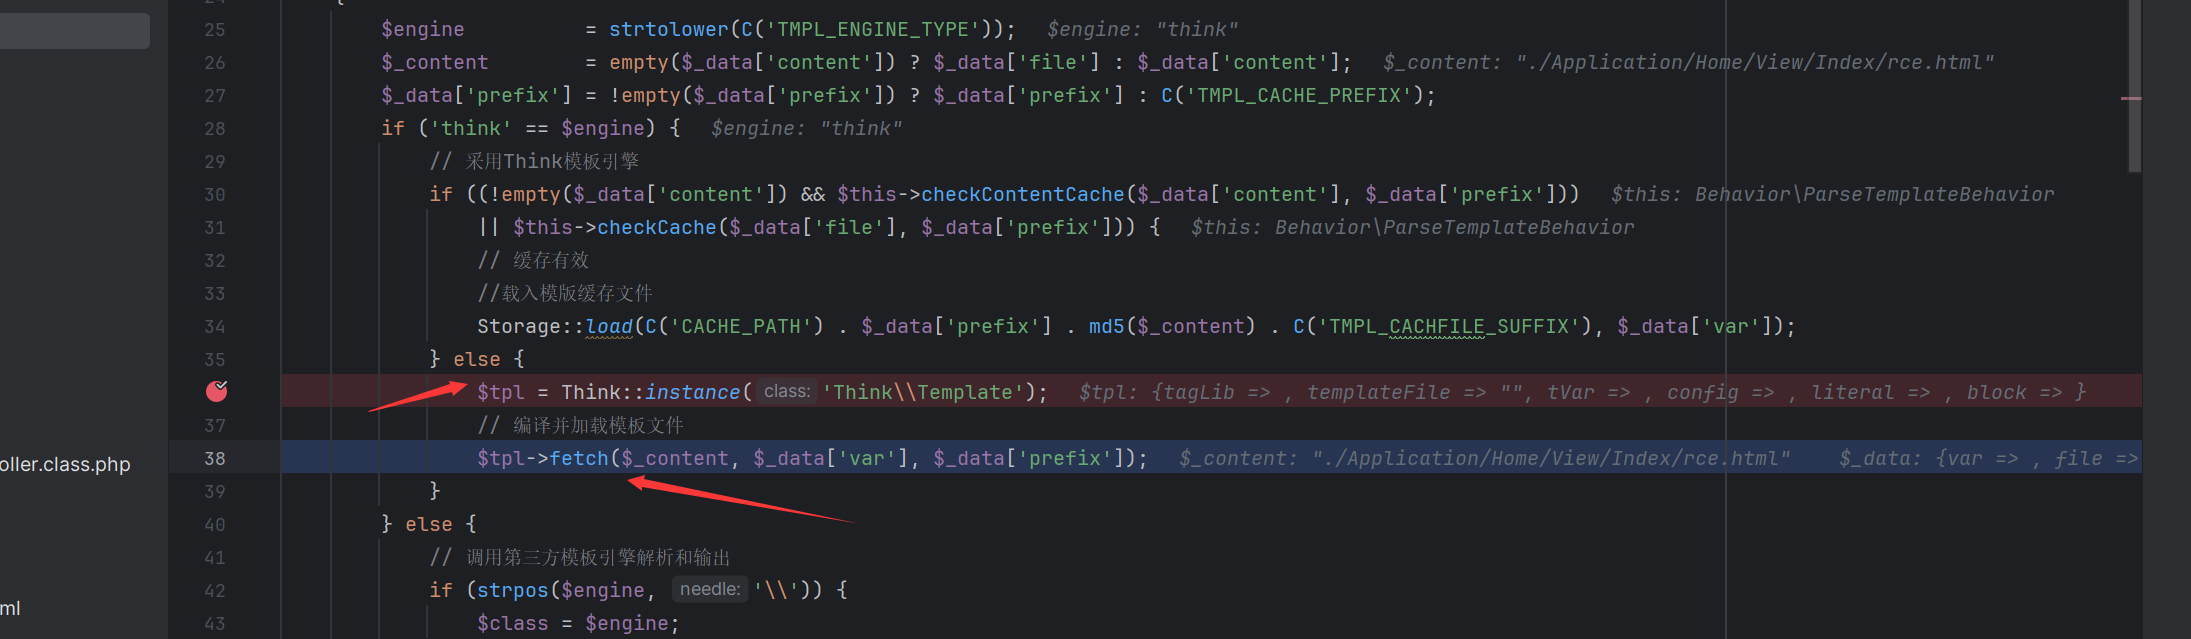 25 $engine = strtolower(C('TMPL_ENGINE_TYPE')); $engine: "think"
26 $_content = empty($_data['content']) ? $_data['file'] : $_data['content']; $_content: "./Application/Home/View/Index/rce.html"
27 $_data['prefix'] = !empty($_data['prefix']) ? $_data['prefix'] : C('TMPL_CACHE_PREFIX');
28 if ('think' == $engine) { $engine: "think"
29 // 采用Think模板引擎
30 if ((!empty($_data['content']) && $this->checkContentCache($_data['content'], $_data['prefix'])) $this: Behavior\ParseTemplateBehavior
31 || $this->checkCache($_data['file'], $_data['prefix'])) { $this: Behavior\ParseTemplateBehavior
32 // 缓存有效
33 //载入模版缓存文件
34 Storage::load(C('CACHE_PATH') . $_data['prefix'] . md5($_content) . C('TMPL_CACHFILE_SUFFIX'), $_data['var']);
35 } else {
$tpl = Think::instance( class: 'Think\\Template'); $tpl: {tagLib => , templateFile => "", tVar => , config => , literal => , block => }
37 // 编译并加载模板文件
38 $tpl->fetch($_content, $_data['var'], $_data['prefix']); $_content: "./Application/Home/View/Index/rce.html" $_data: {var => , file =>
39 }
40 } else {
41 // 调用第三方模板引擎解析和输出
42 if (strpos($engine, needle: '\\')) {
43 $class = $engine;
oller.class.php
ml